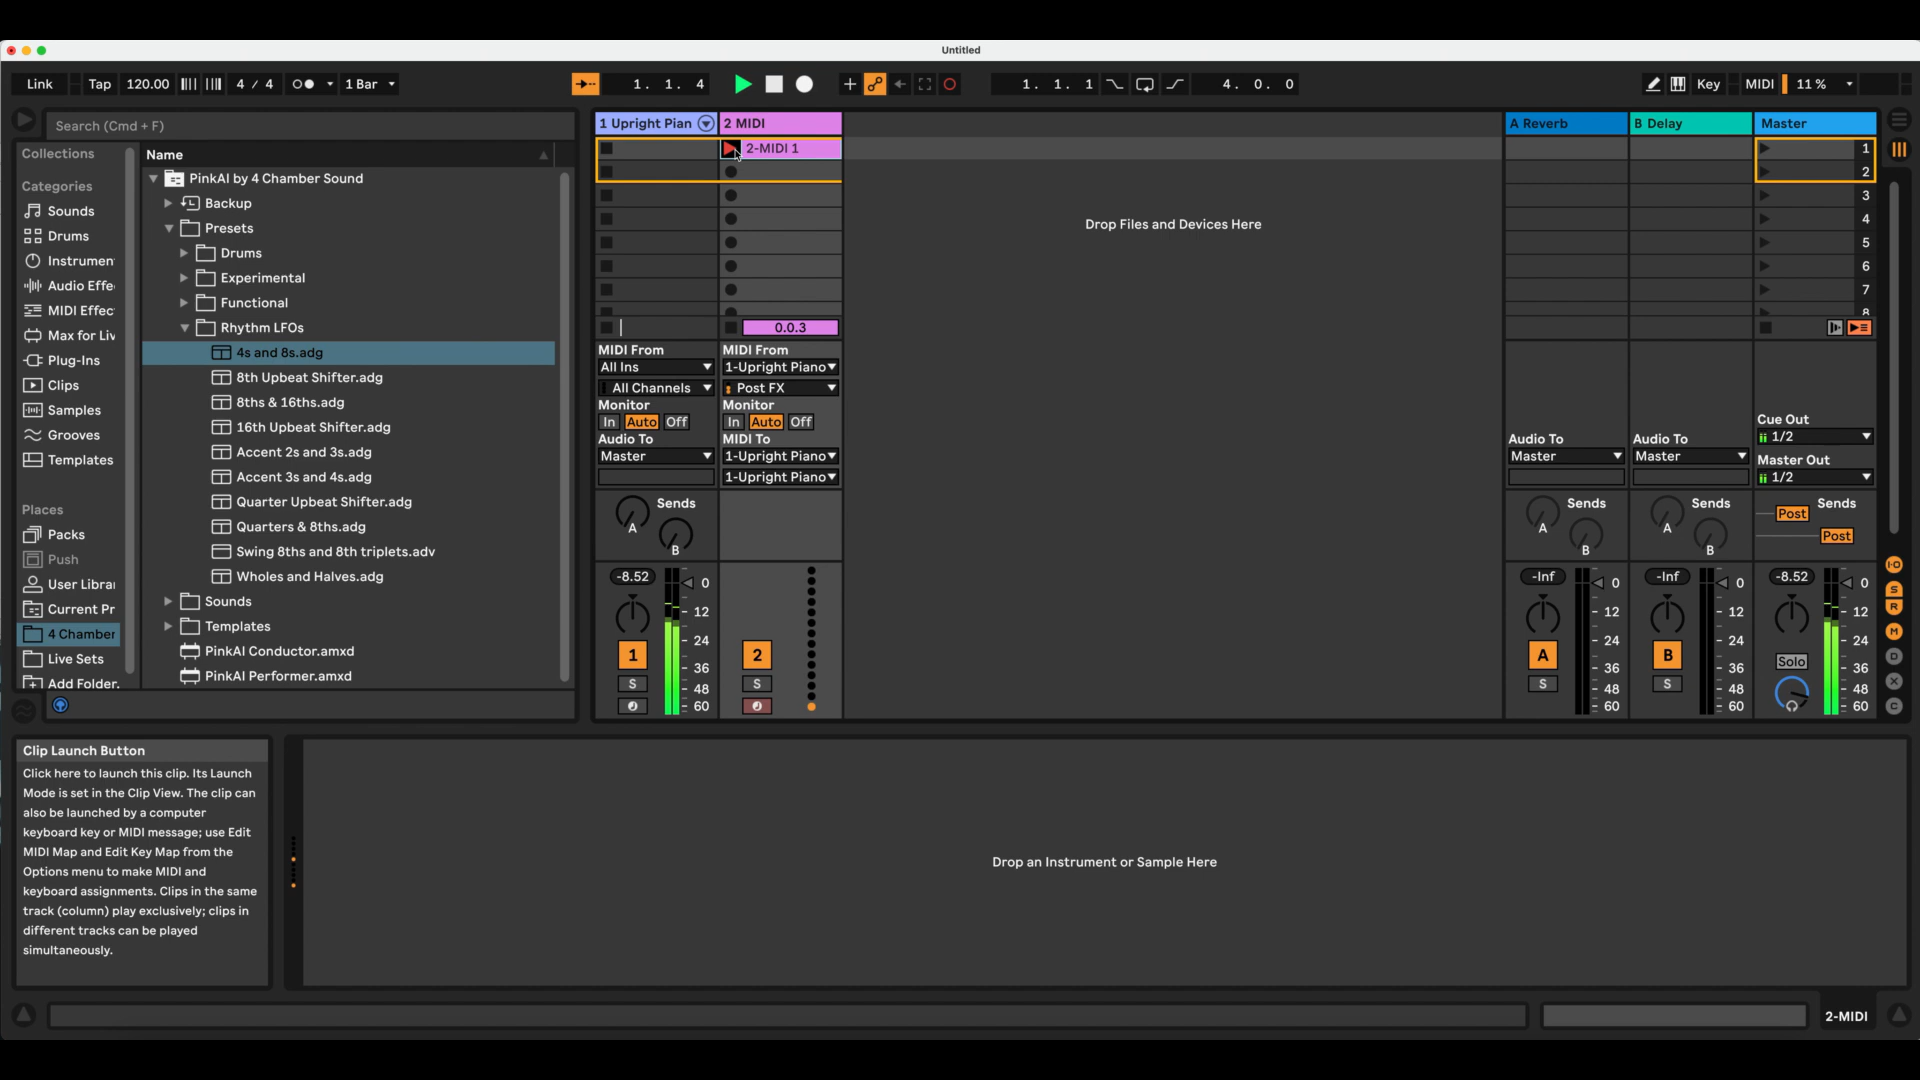 Untitled
Link
Tap
120.00
4 / 4
1 Bar
1. 1. 4
1. 1. 1
4. 0. 0
Key
MIDI
11 %
Search (Cmd + F)
Collections
Categories
Sounds
Drums
Instrumen
Audio Effe
MIDI Effec
Max for Liv
Plug-Ins
Clips
Samples
Grooves
Templates
Places
Packs
Push
User Librar
Current Pr
4 Chamber
Live Sets
Add Folder.
Name
PinkAI by 4 Chamber Sound
Backup
Presets
Drums
Experimental
Functional
Rhythm LFOs
4s and 8s.adg
8th Upbeat Shifter.adg
8ths & 16ths.adg
16th Upbeat Shifter.adg
Accent 2s and 3s.adg
Accent 3s and 4s.adg
Quarter Upbeat Shifter.adg
Quarters & 8ths.adg
Swing 8ths and 8th triplets.adv
Wholes and Halves.adg
Sounds
Templates
PinkAI Conductor.amxd
PinkAI Performer.amxd
1 Upright Pian
MIDI From
All Ins
All Channels
Monitor
In Auto Off
Audio To
Master
Sends
A
B
-8.52
0
12
24
36
48
60
1
S
2 MIDI
2-MIDI 1
0.0.3
MIDI From
1-Upright Piano
Post FX
Monitor
In Auto Off
MIDI To
1-Upright Piano
1-Upright Piano
2
S
Drop Files and Devices Here
A Reverb
Audio To
Master
Sends
A
B
-Inf
0
12
24
36
48
60
A
S
B Delay
Audio To
Master
Sends
A
B
-Inf
0
12
24
36
48
60
B
S
Master
1
2
3
4
5
6
7
8
Cue Out
1/2
Master Out
1/2
Sends
Post
Post
-8.52
0
12
24
36
48
60
Solo
I·O
S
R
M
D
X
C
Clip Launch Button
Click here to launch this clip. Its Launch
Mode is set in the Clip View. The clip can
also be launched by a computer
keyboard key or MIDI message; use Edit
MIDI Map and Edit Key Map from the
Options menu to make MIDI and
keyboard assignments. Clips in the same
track (column) play exclusively; clips in
different tracks can be played
simultaneously.
Drop an Instrument or Sample Here
2-MIDI